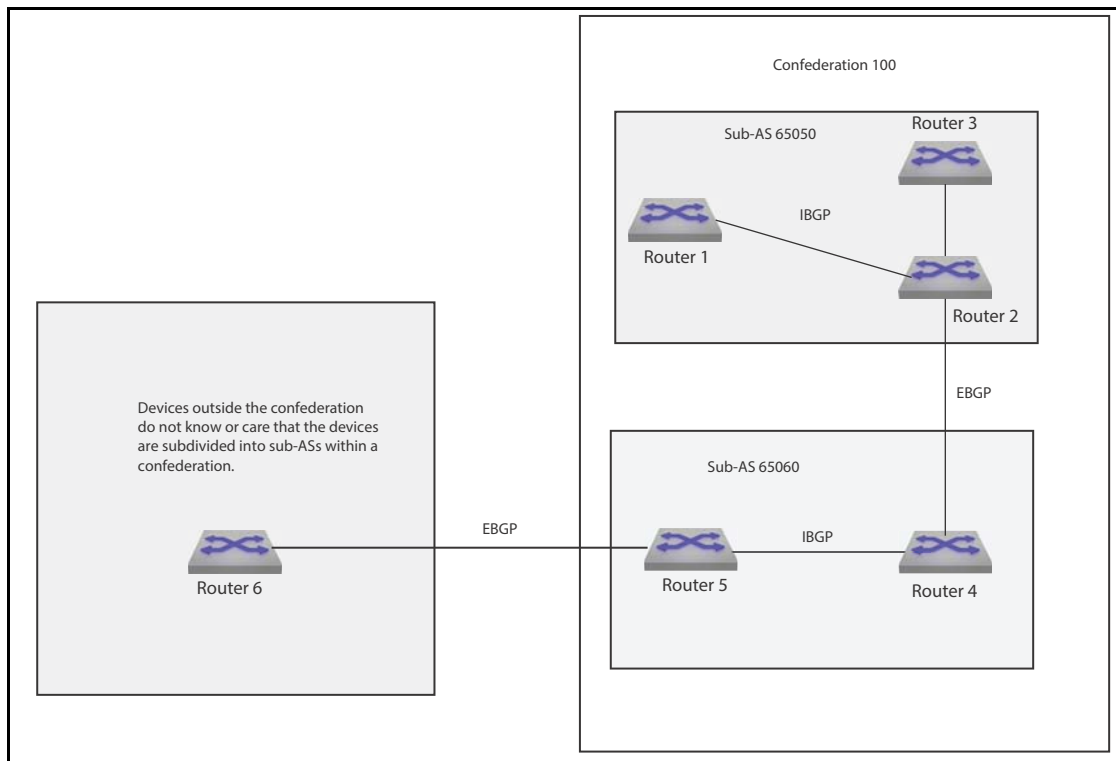 Confederation 100
Sub-AS 65050
Router 3
IBGP
Router 1
Router 2
EBGP
Devices outside the confederation
do not know or care that the devices
are subdivided into sub-ASs within a
confederation.
Sub-AS 65060
EBGP
IBGP
Router 6
Router 5
Router 4